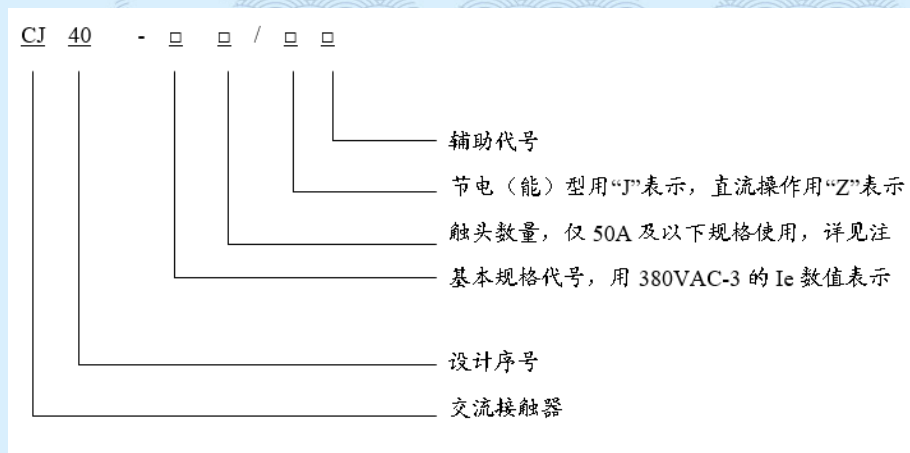 CJ 40 - □ □ / □ □
辅助代号
节电（能）型用“J”表示，直流操作用“Z”表示
触头数量，仅 50A 及以下规格使用，详见注
基本规格代号，用 380VAC-3 的 Ie 数值表示
设计序号
交流接触器